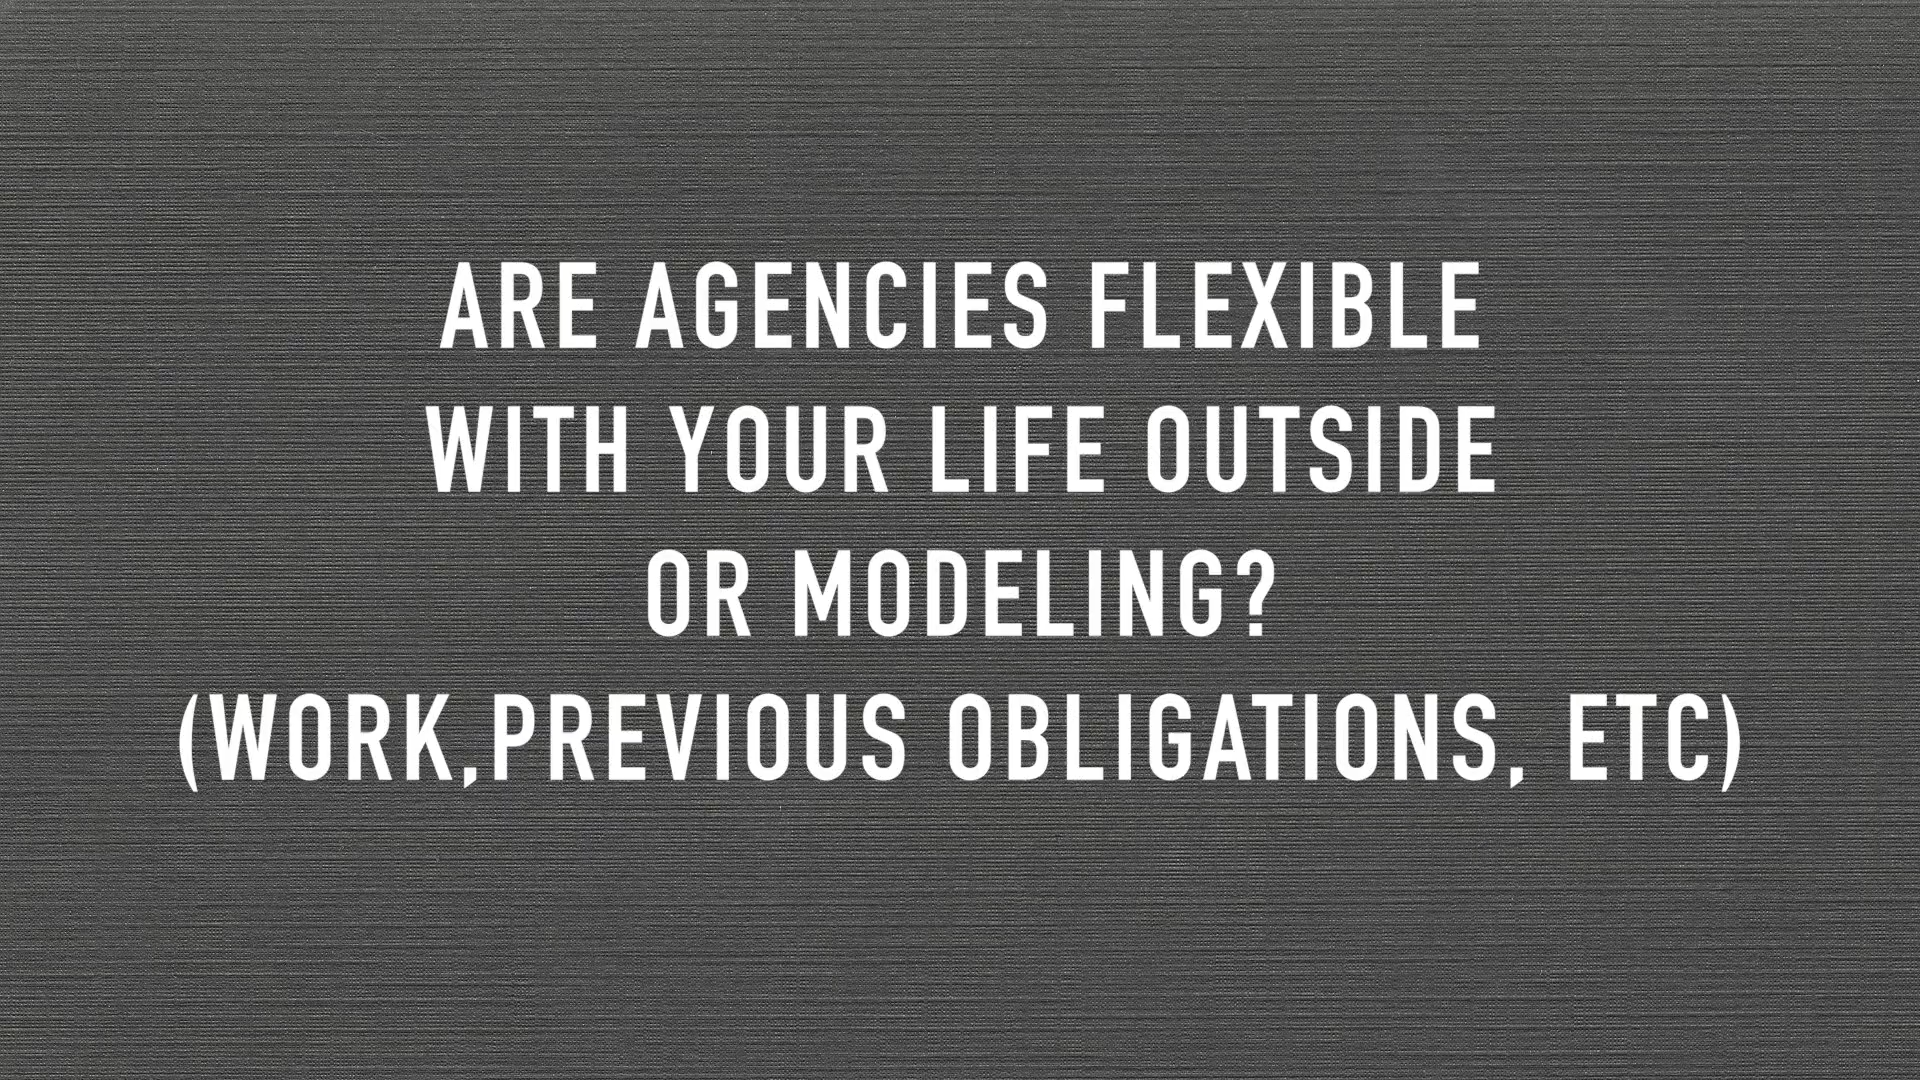 ARE AGENCIES FLEXIBLE
WITH YOUR LIFE OUTSIDE
OR MODELING?
(WORK,PREVIOUS OBLIGATIONS, ETC)